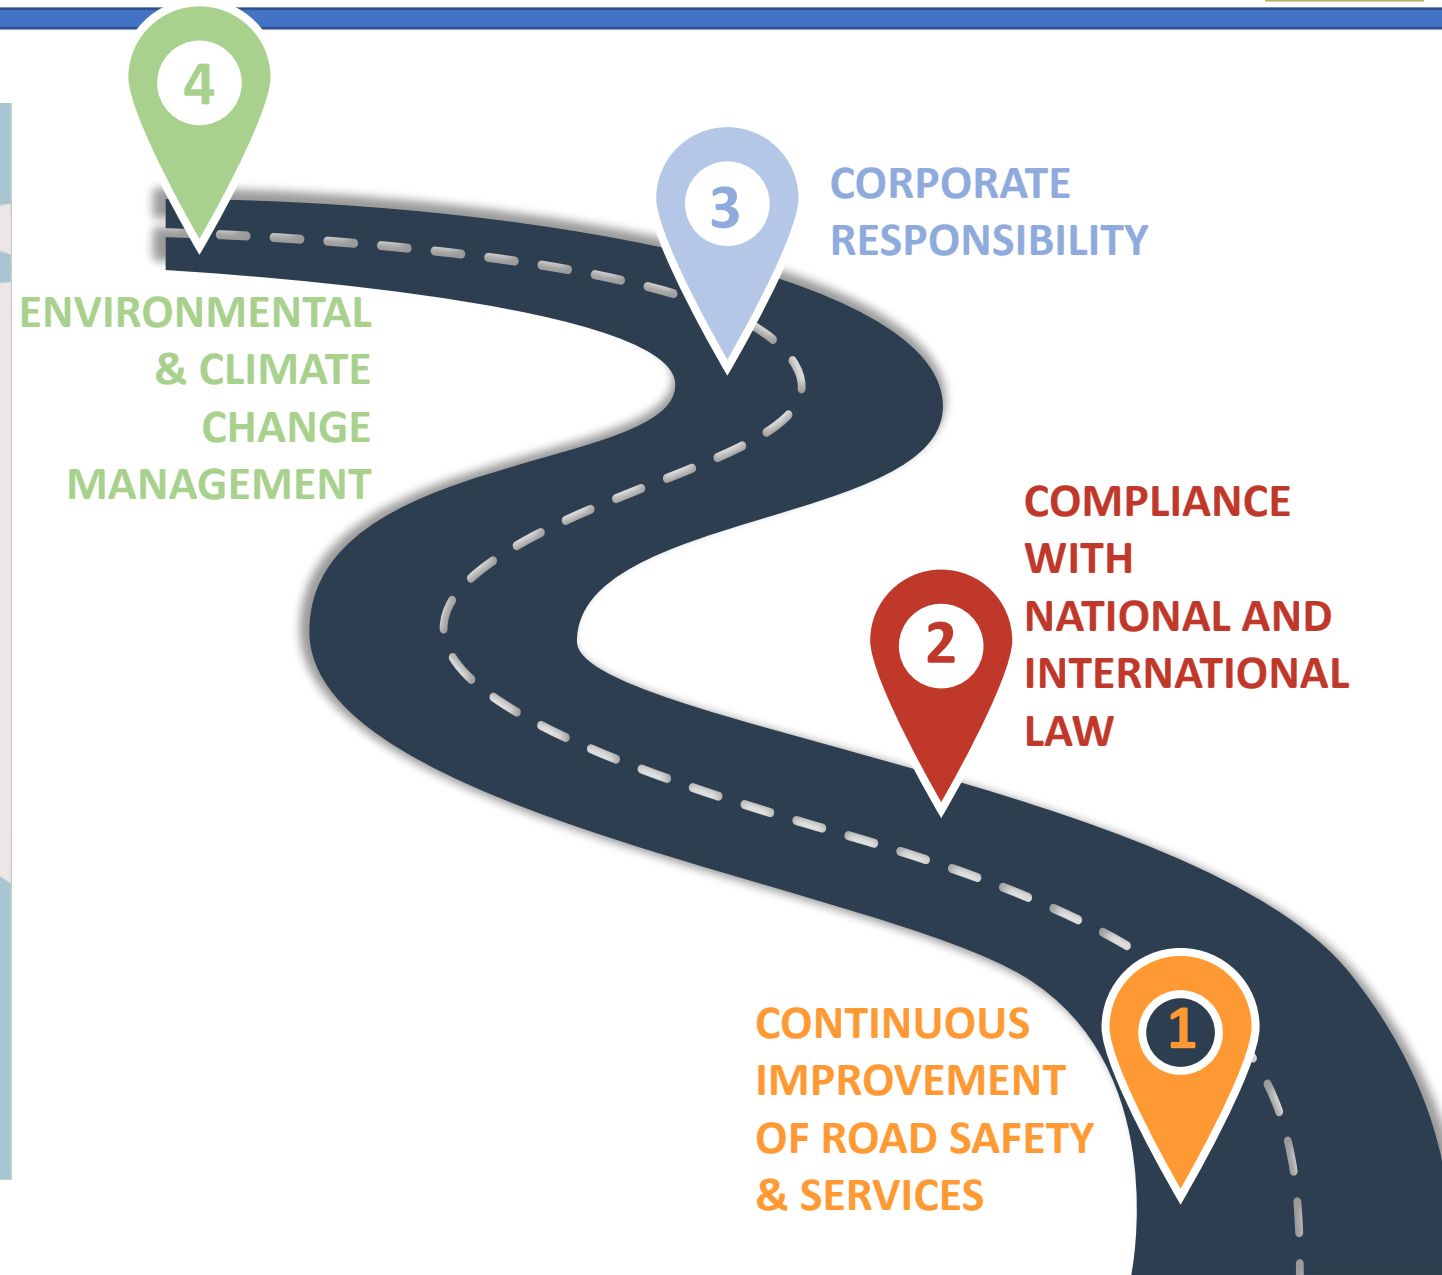 4
3
CORPORATE
RESPONSIBILITY
ENVIRONMENTAL
& CLIMATE
CHANGE
MANAGEMENT
2
COMPLIANCE
WITH
NATIONAL AND
INTERNATIONAL
LAW
1
CONTINUOUS
IMPROVEMENT
OF ROAD SAFETY
& SERVICES